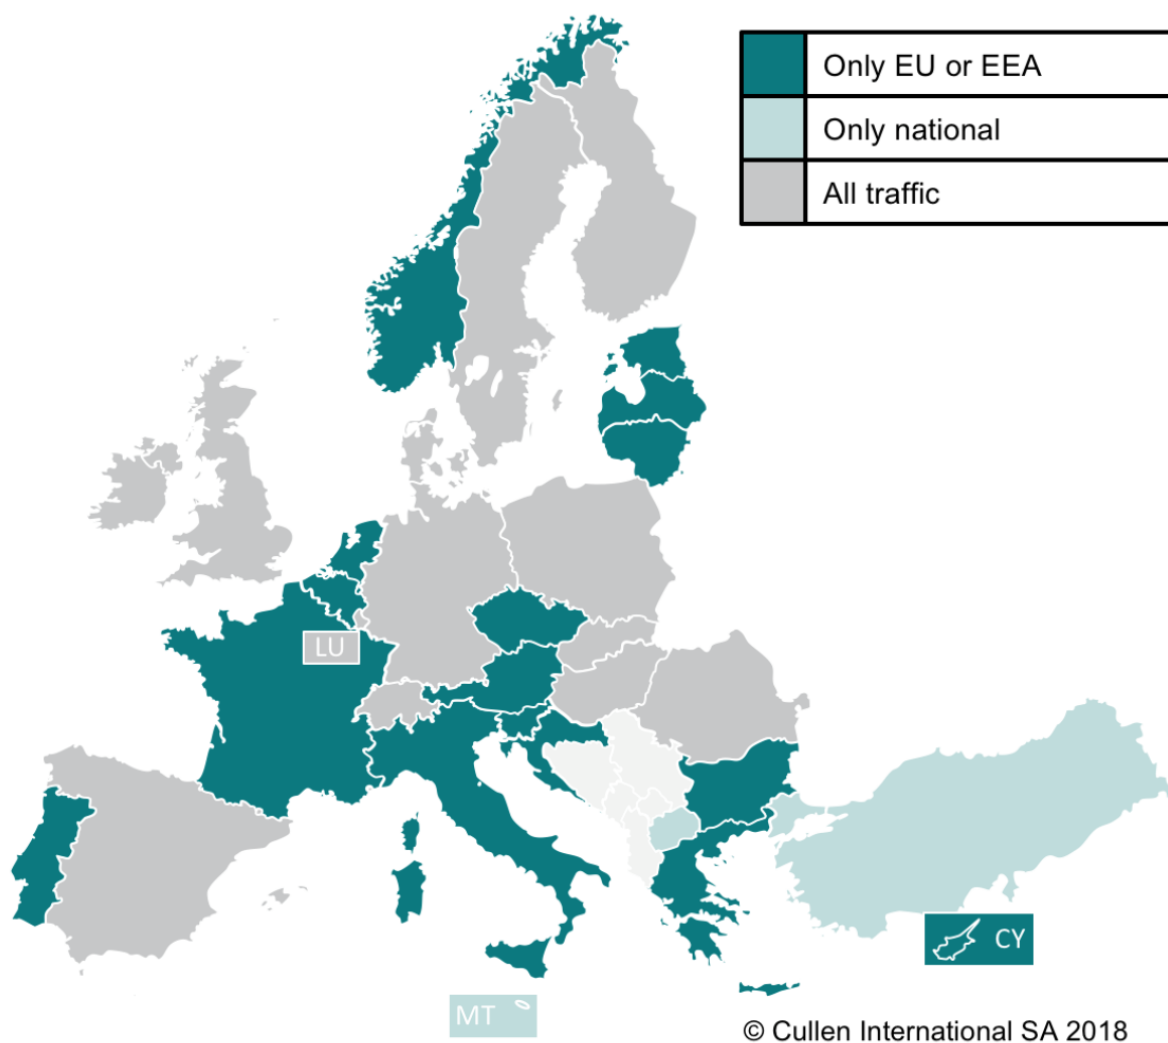 Only EU or EEA
Only national
All traffic
LU
CY
MT
© Cullen International SA 2018